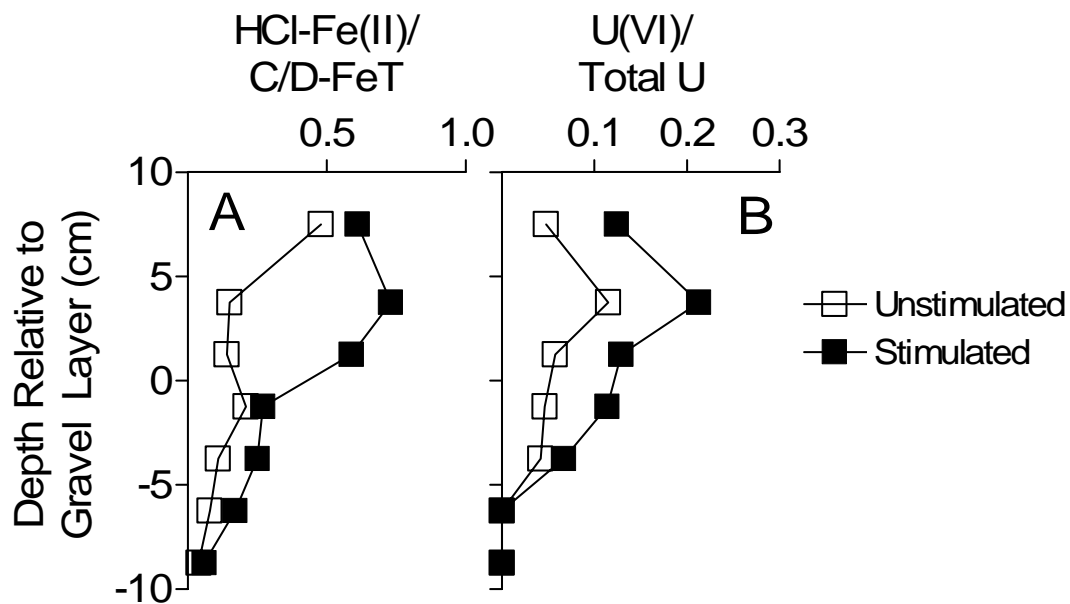 HCl-Fe(II)/
C/D-FeT
U(VI)/
Total U
0.5 1.0 0.1 0.2 0.3
10
5
0
-5
-10
Depth Relative to
Gravel Layer (cm)
A
B
Unstimulated
Stimulated